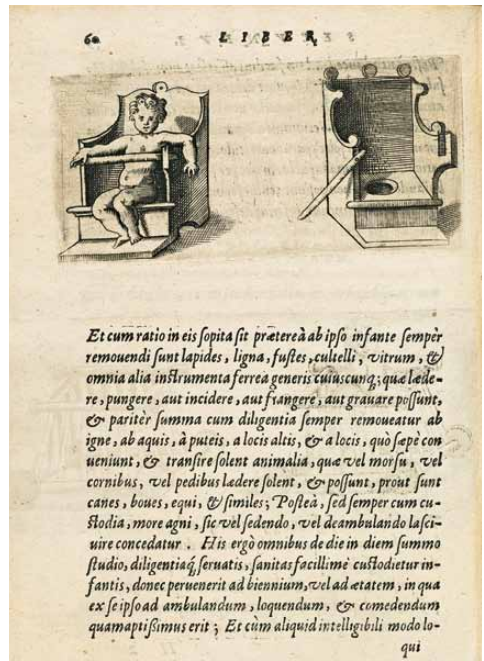 60 LIBER
Et cum ratio in eis sopita sit prætereà ab ipso infante sempèr
remouendi sunt lapides, ligna, fustes, cultelli, vitrum, &
omnia alia instrumenta ferrea generis cuiuscunq; quæ læde-
re, pungere, aut incidere, aut frangere, aut grauare possunt,
& paritèr summa cum diligentia semper remoueatur ab
igne, ab aquis, à puteis, a locis altis, & a locis, quò sæpè con
ueniunt, & transire solent animalia, quæ vel morsu, vel
cornibus, vel pedibus lædere solent, & possunt, prout sunt
canes, boues, equi, & similes; Posteà, sed semper cum cu-
stodia, more agni, sic vel sedendo, vel deambulando lasci-
uire concedatur. His ergò omnibus de die in diem summo
studio, diligentiaq; seruatis, sanitas facillimè custodietur in-
fantis, donec peruenerit ad biennium, vel ad ætatem, in qua
ex se ipso ad ambulandum, loquendum, & comedendum
quamaptißimus erit; Et cùm aliquid intelligibili modo lo-
qui